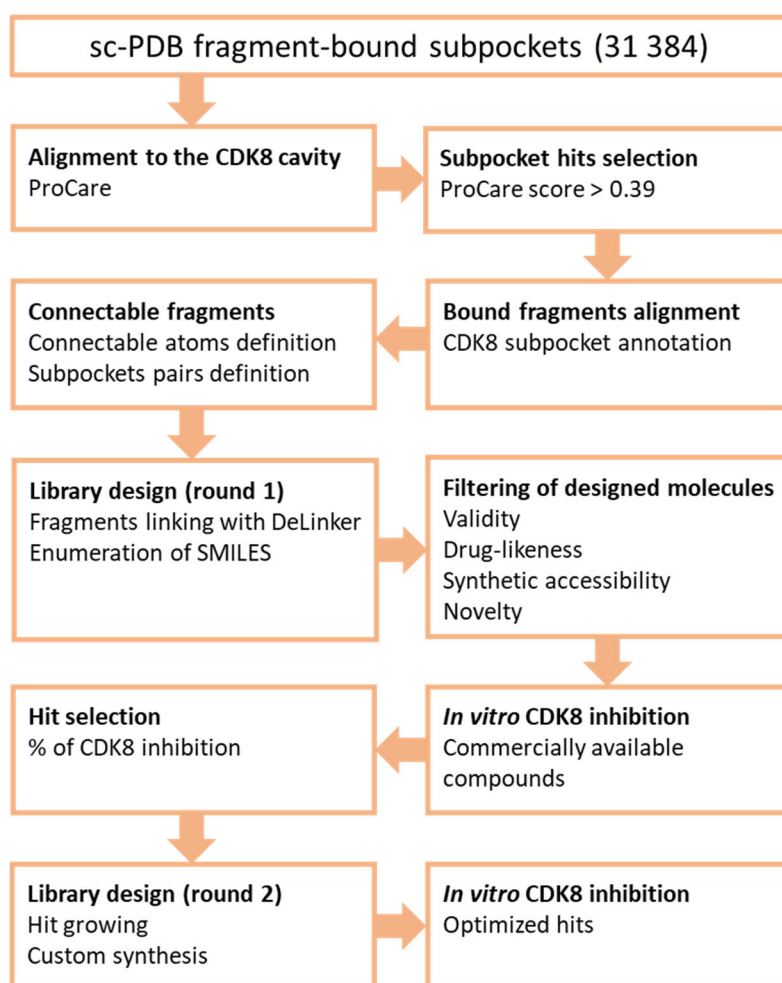 sc-PDB fragment-bound subpockets (31 384)
Alignment to the CDK8 cavity
ProCare
Subpocket hits selection
ProCare score > 0.39
Bound fragments alignment
CDK8 subpocket annotation
Connectable fragments
Connectable atoms definition
Subpockets pairs definition
Library design (round 1)
Fragments linking with DeLinker
Enumeration of SMILES
Filtering of designed molecules
Validity
Drug-likeness
Synthetic accessibility
Novelty
In vitro CDK8 inhibition
Commercially available
compounds
Hit selection
% of CDK8 inhibition
Library design (round 2)
Hit growing
Custom synthesis
In vitro CDK8 inhibition
Optimized hits